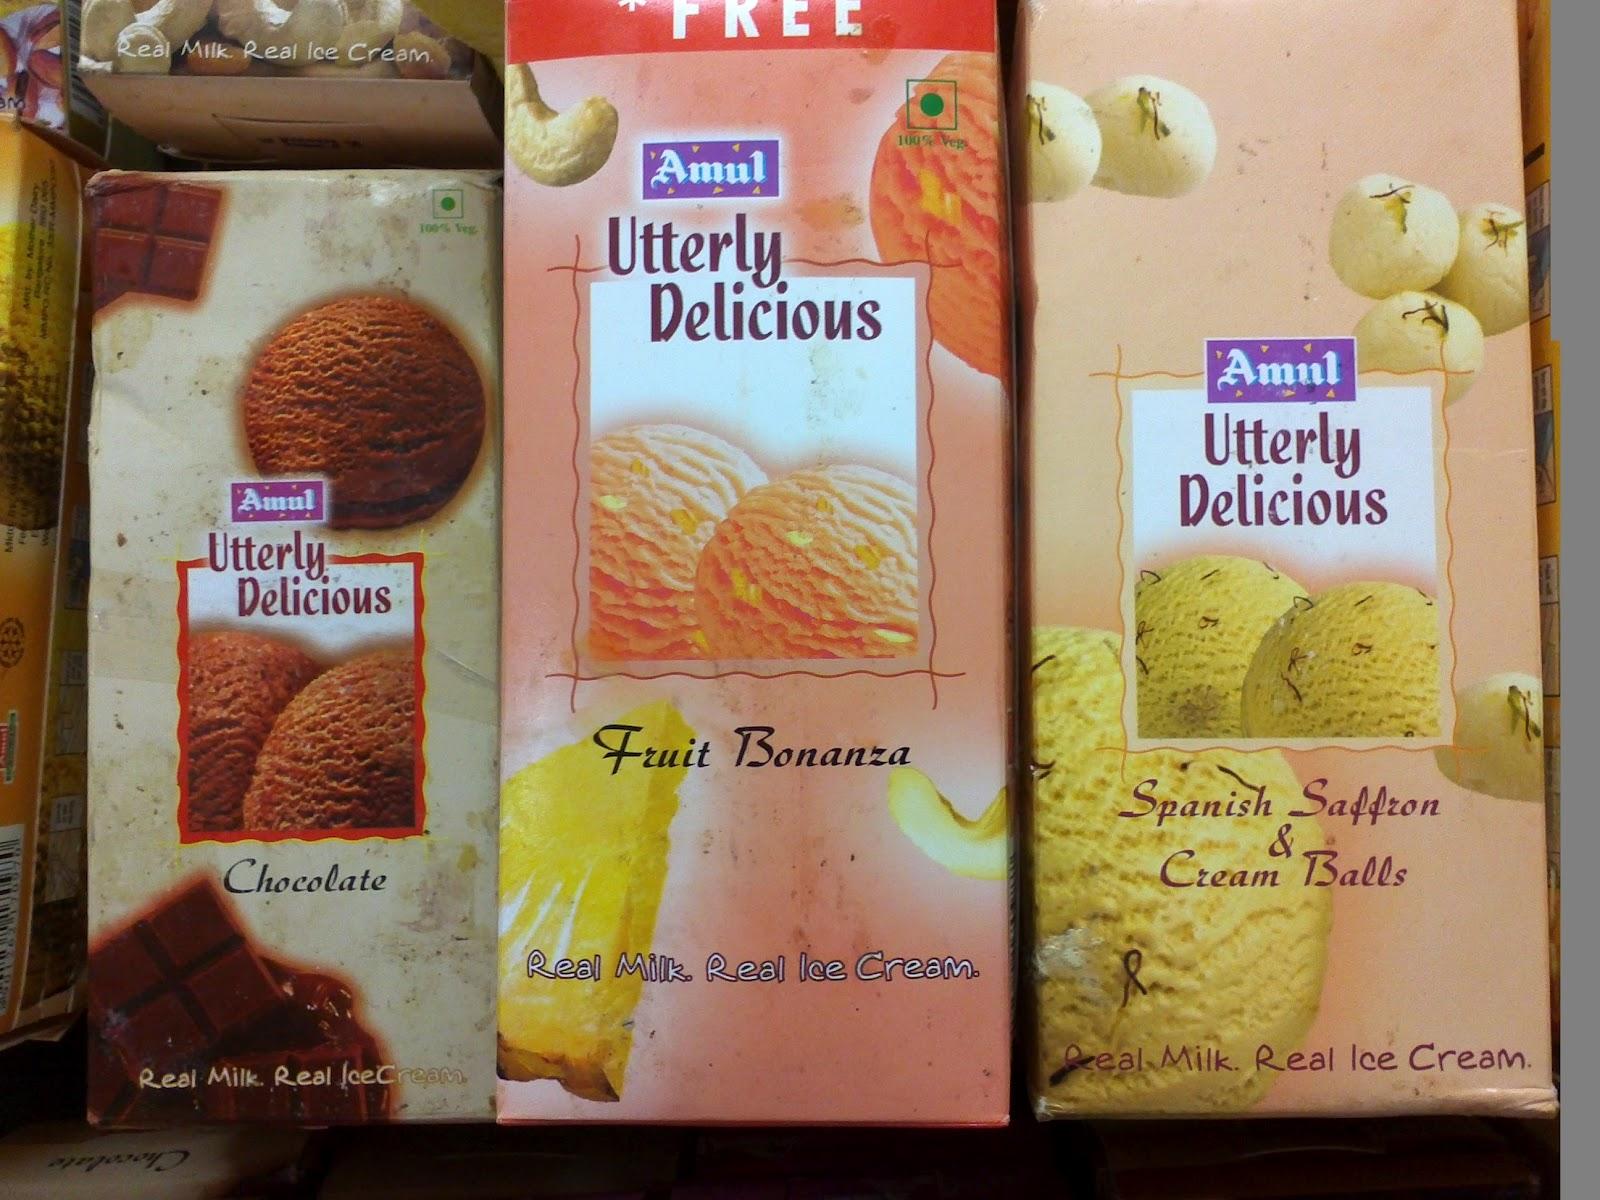 Real Milk. Real Ice Cream.
100% Veg.
Amul
Utterly
Delicious
Chocolate
Real Milk. Real IceCream.
*FREE
100% Veg.
Amul
Utterly
Delicious
Fruit Bonanza
Real Milk. Real Ice Cream.
Amul
Utterly
Delicious
Spanish Saffron
&
Cream Balls
Real Milk. Real Ice Cream.
Chocolate